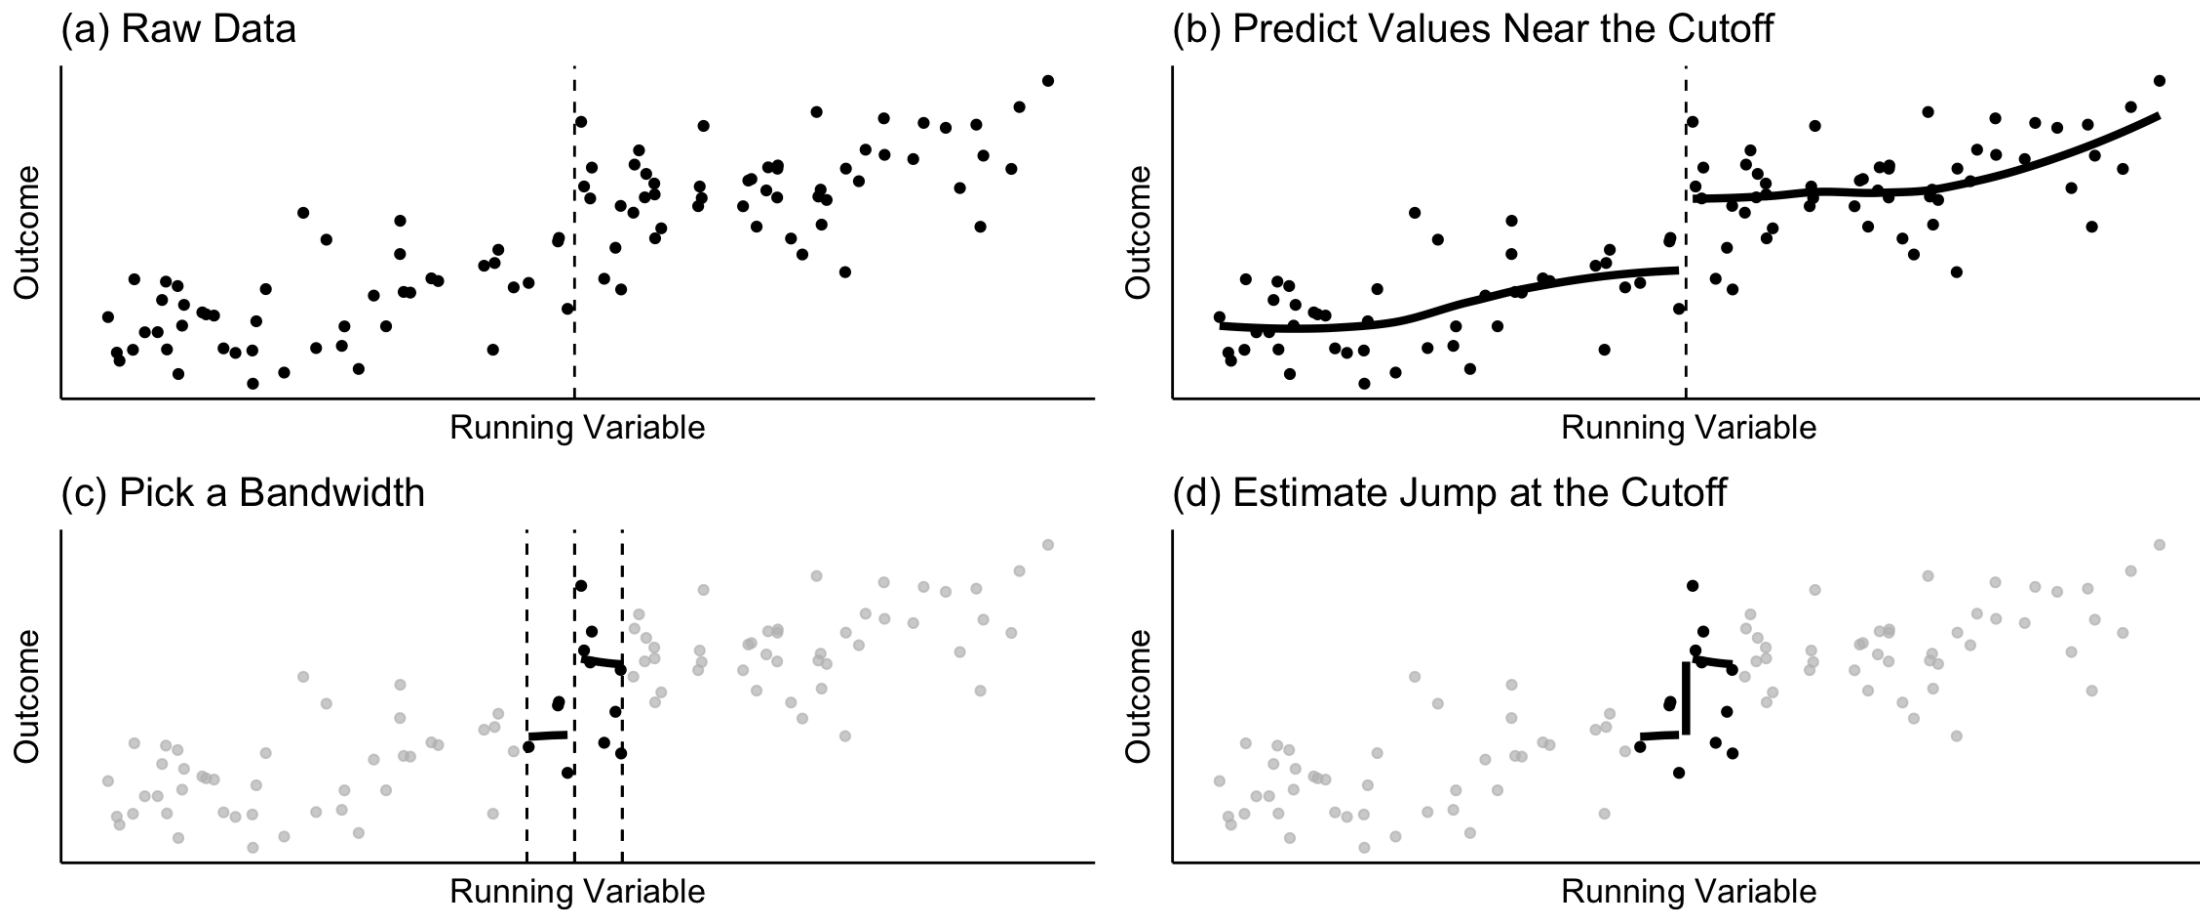 (a) Raw Data
Outcome
Running Variable
(b) Predict Values Near the Cutoff
Outcome
Running Variable
(c) Pick a Bandwidth
Outcome
Running Variable
(d) Estimate Jump at the Cutoff
Outcome
Running Variable